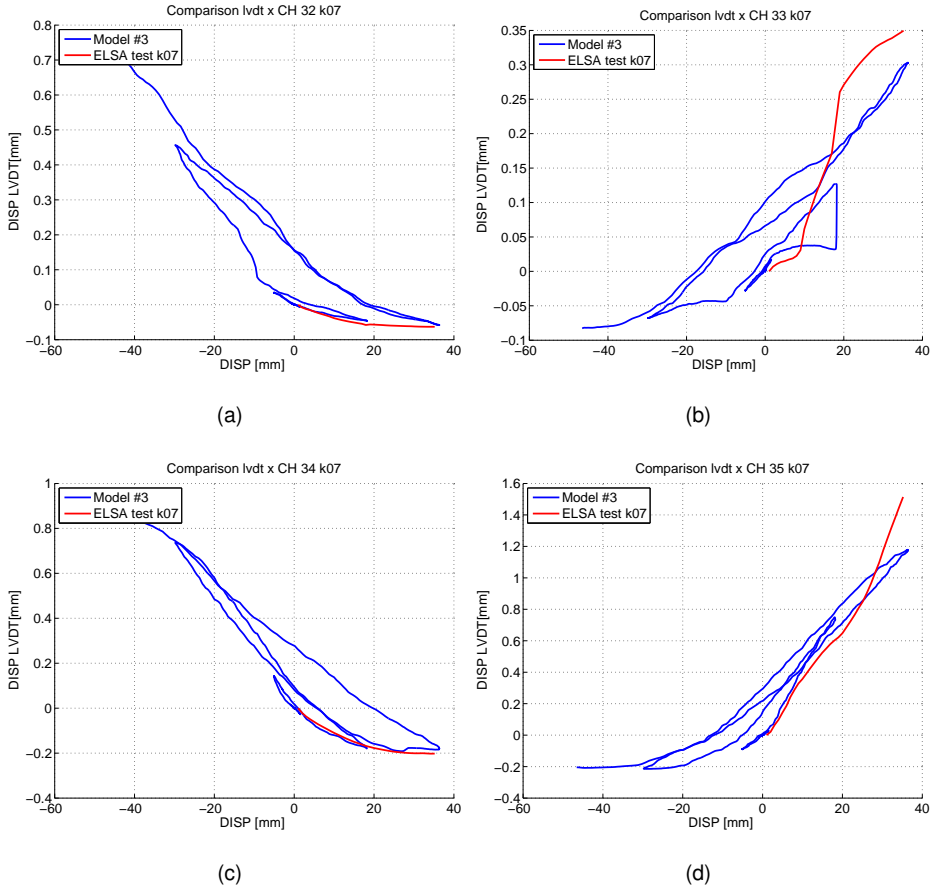 Comparison lvdt x CH 32 k07
Model #3
ELSA test k07
0.8
0.7
0.6
0.5
0.4
0.3
0.2
0.1
0
−0.1
DISP LVDT[mm]
−60 −40 −20 0 20 40
DISP [mm]
(a)
Comparison lvdt x CH 33 k07
Model #3
ELSA test k07
0.35
0.3
0.25
0.2
0.15
0.1
0.05
0
−0.05
−0.1
DISP LVDT[mm]
−60 −40 −20 0 20 40
DISP [mm]
(b)
Comparison lvdt x CH 34 k07
Model #3
ELSA test k07
1
0.8
0.6
0.4
0.2
0
−0.2
−0.4
DISP LVDT[mm]
−60 −40 −20 0 20 40
DISP [mm]
(c)
Comparison lvdt x CH 35 k07
Model #3
ELSA test k07
1.6
1.4
1.2
1
0.8
0.6
0.4
0.2
0
−0.2
−0.4
DISP LVDT[mm]
−60 −40 −20 0 20 40
DISP [mm]
(d)